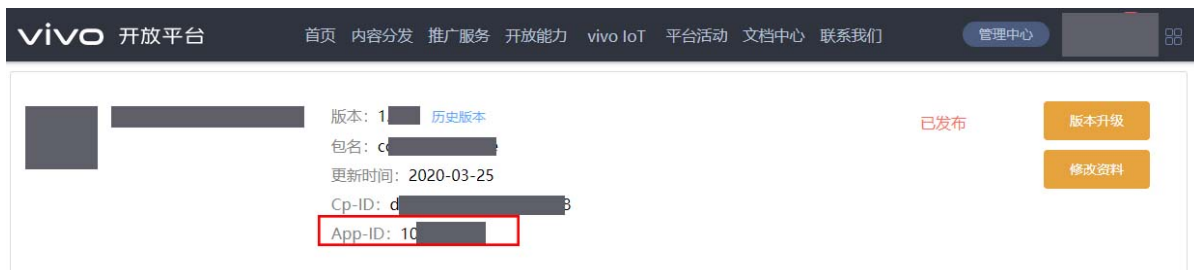 vivo 开放平台 首页 内容分发 推广服务 开放能力 vivo IoT 平台活动 文档中心 联系我们 管理中心
版本：1. 历史版本 已发布 版本升级
包名：c
更新时间：2020-03-25 修改资料
Cp-ID：d 8
App-ID：10